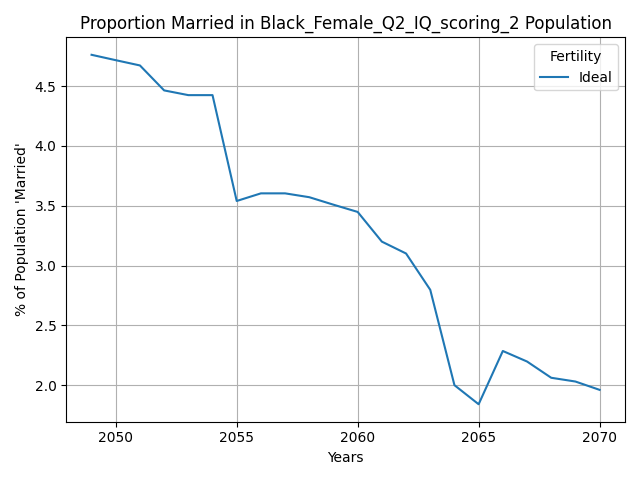 Proportion Married in Black_Female_Q2_IQ_scoring_2 Population
Fertility
Ideal
% of Population 'Married'
4.5
4.0
3.5
3.0
2.5
2.0
2050 2055 2060 2065 2070
Years